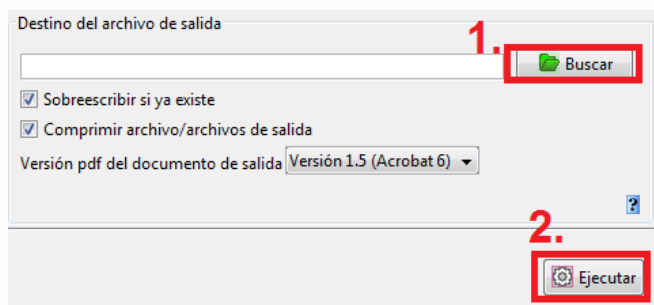 Destino del archivo de salida
1.
Buscar
Sobreescribir si ya existe
Comprimir archivo/archivos de salida
Versión pdf del documento de salida Versión 1.5 (Acrobat 6)
?
2.
Ejecutar